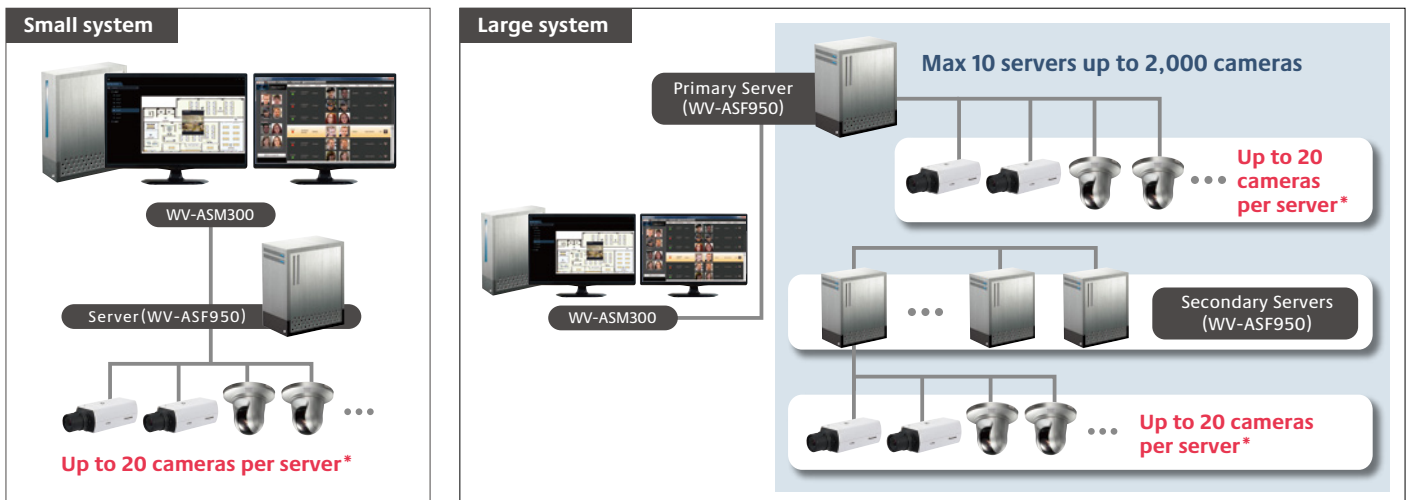 Small system
WV-ASM300
Server(WV-ASF950)
Up to 20 cameras per server*
Large system
Max 10 servers up to 2,000 cameras
Primary Server
(WV-ASF950)
Up to 20
cameras
per server*
WV-ASM300
Secondary Servers
(WV-ASF950)
Up to 20 cameras
per server*